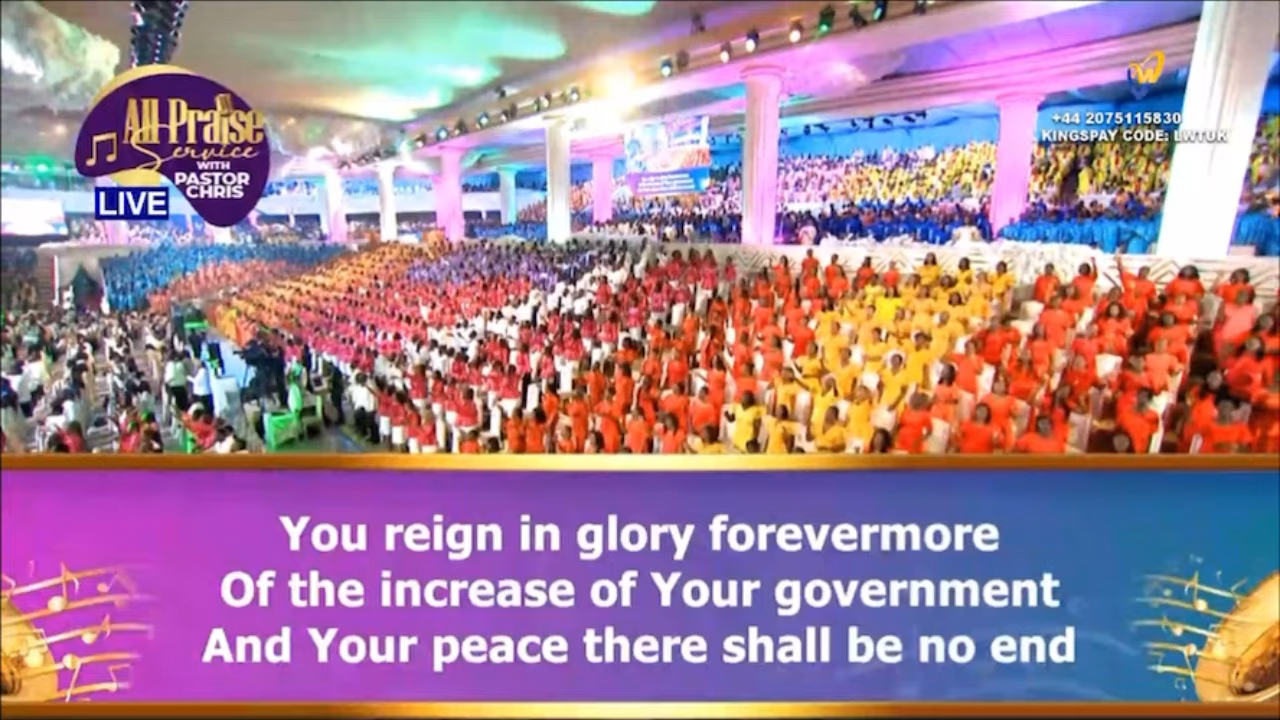 All Praise
Service
WITH
PASTOR
CHRIS
LIVE
W
+44 2075115830
KINGSPAY CODE: LWTUK
You reign in glory forevermore
Of the increase of Your government
And Your peace there shall be no end